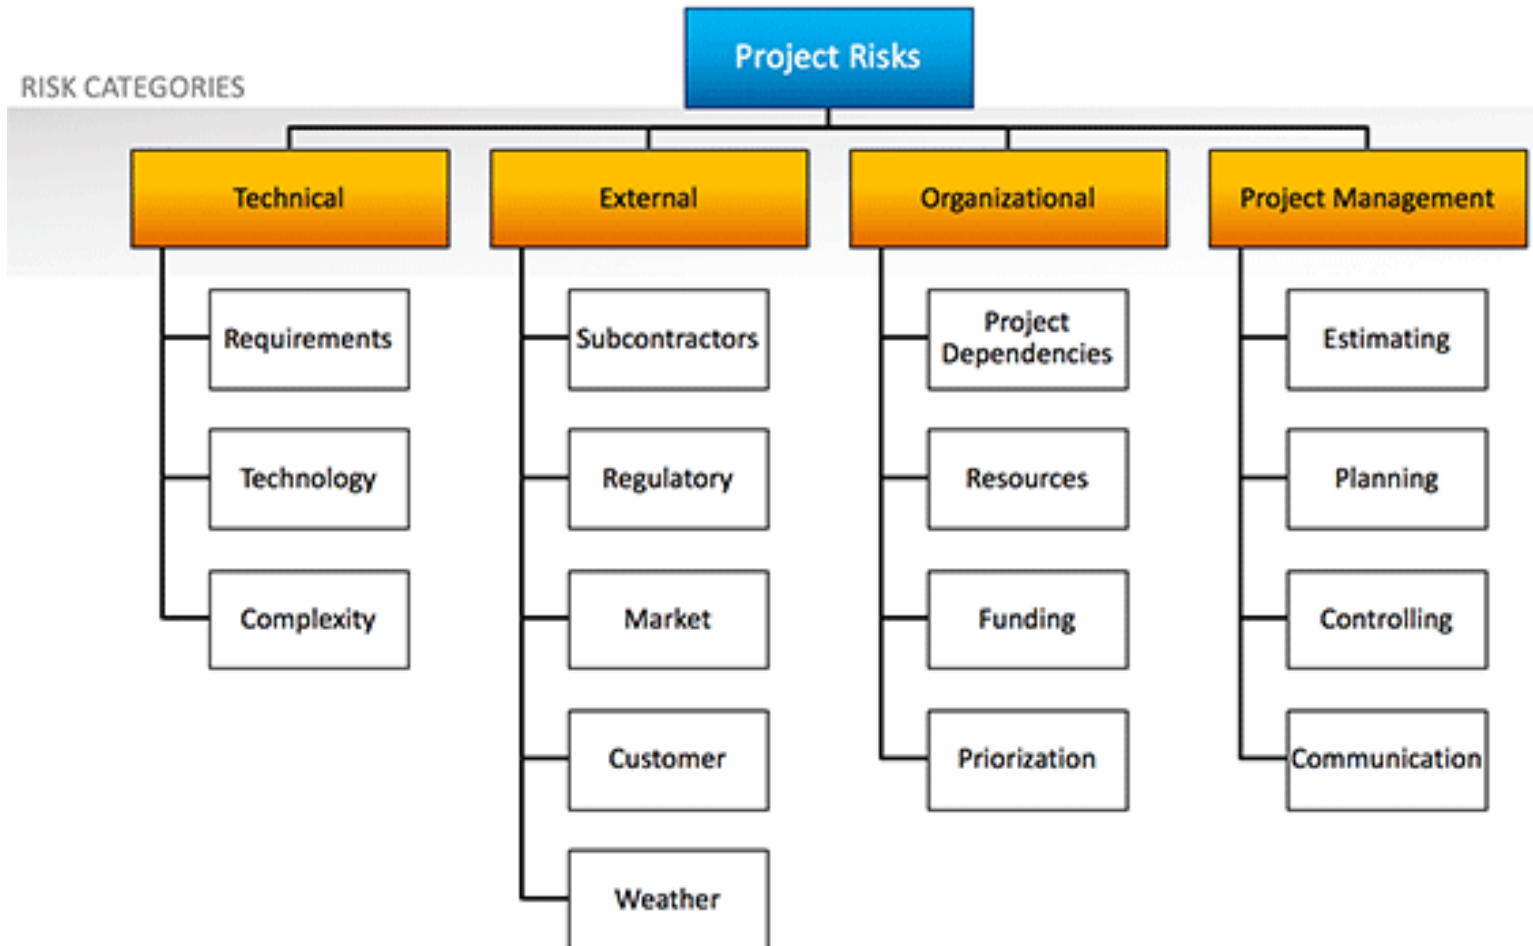 Project Risks
RISK CATEGORIES
Technical
External
Organizational
Project Management
Requirements
Subcontractors
Project
Dependencies
Estimating
Technology
Regulatory
Resources
Planning
Complexity
Market
Funding
Controlling
Customer
Priorization
Communication
Weather